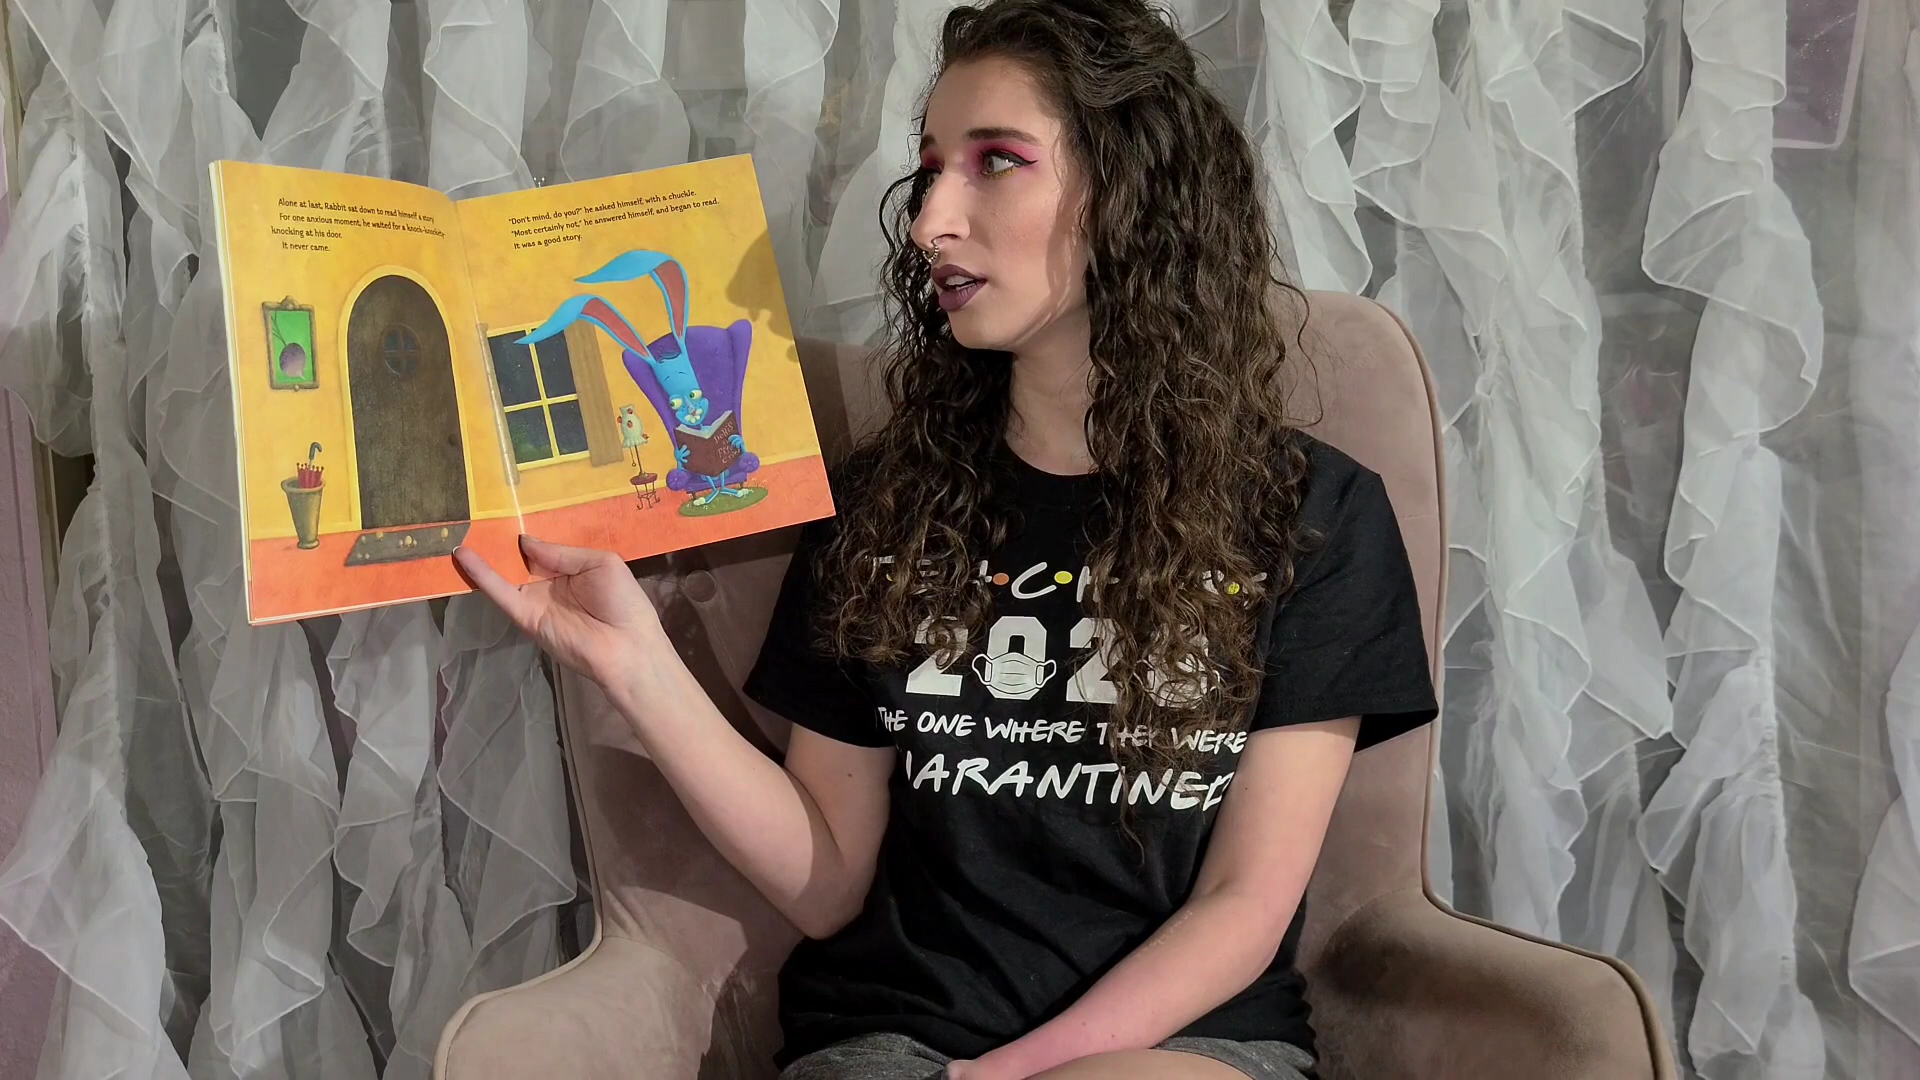 Alone at last, Rabbit sat down to read himself a story.
For one anxious moment, he waited for a knock-knockety-
knocking at his door.
It never came.
"Don't mind, do you?" he asked himself, with a chuckle.
"Most certainly not," he answered himself, and began to read.
It was a good story.
2020
THE ONE WHERE THEY WERE